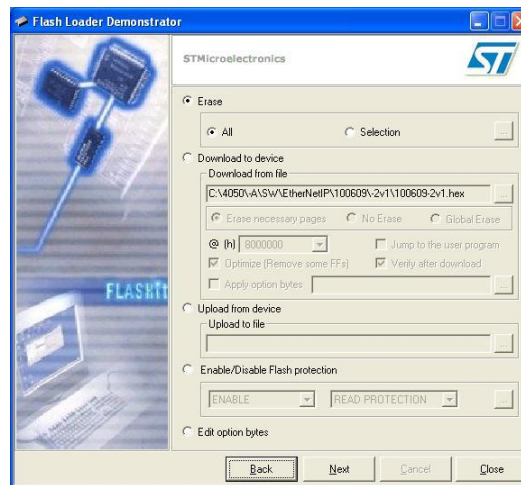 Flash Loader Demonstrator
STMicroelectronics
ST
Erase
All Selection ...
Download to device
Download from file
C:\4050\-A\SW\EtherNetIP\100609\-2v1\100609-2v1.hex ...
Erase necessary pages No Erase Global Erase
@ (h) 8000000 Jump to the user program
Optimize (Remove some FFs) Verify after download
Apply option bytes ...
FLASHit
Upload from device
Upload to file
...
Enable/Disable Flash protection
ENABLE READ PROTECTION ...
Edit option bytes
Back Next Cancel Close